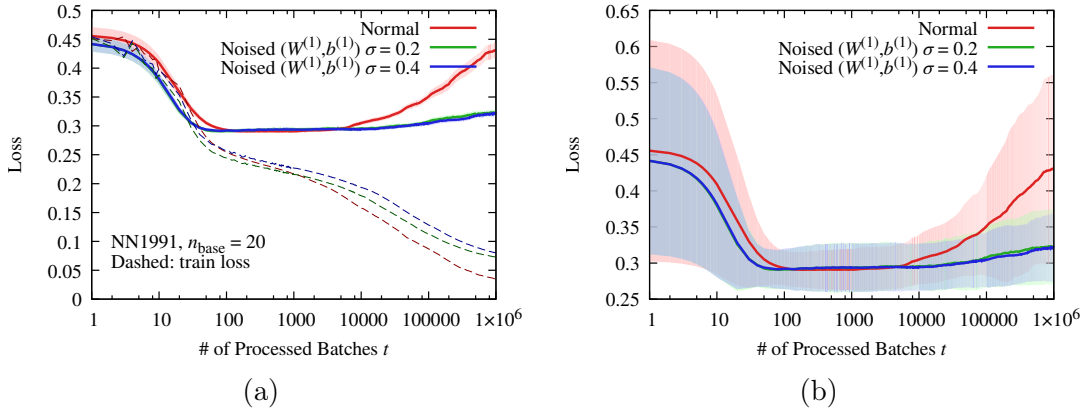 0.5
0.45
0.4
0.35
0.3
0.25
0.2
0.15
0.1
0.05
0
Loss
Normal
Noised (W^(1),b^(1)) σ = 0.2
Noised (W^(1),b^(1)) σ = 0.4
NN1991, n_base = 20
Dashed: train loss
1 10 100 1000 10000 100000 1×10^6
# of Processed Batches t
(a)
0.65
0.6
0.55
0.5
0.45
0.4
0.35
0.3
0.25
Loss
Normal
Noised (W^(1),b^(1)) σ = 0.2
Noised (W^(1),b^(1)) σ = 0.4
1 10 100 1000 10000 100000 1×10^6
# of Processed Batches t
(b)